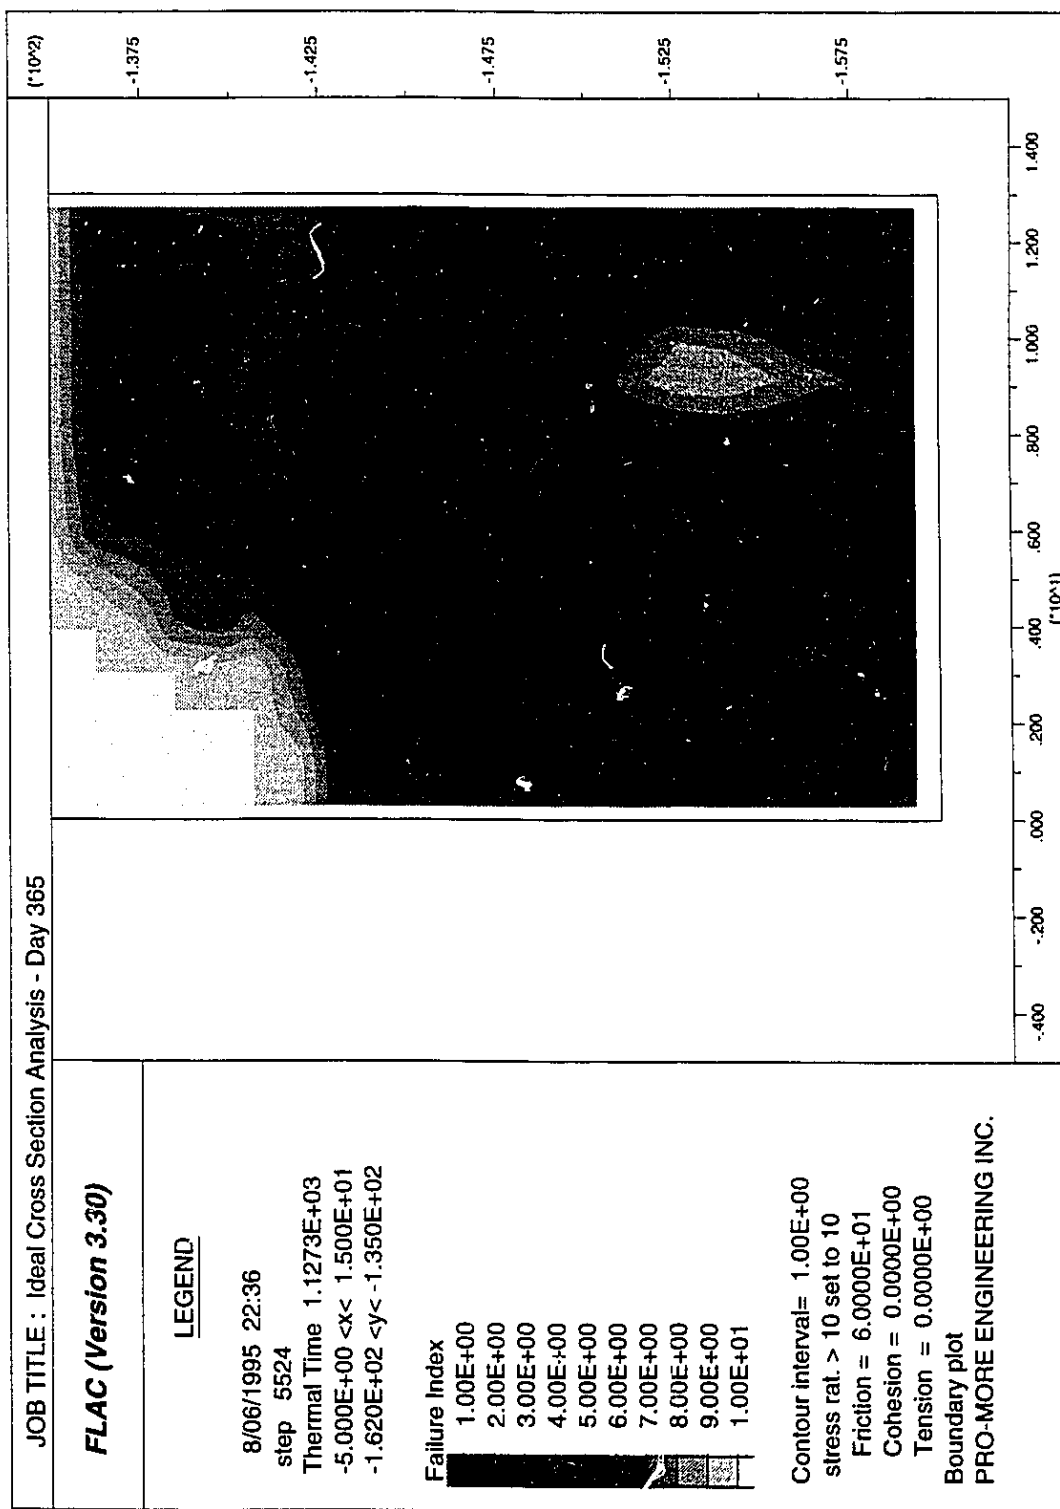 JOB TITLE : Ideal Cross Section Analysis - Day 365
(*10^2)
FLAC (Version 3.30)
LEGEND
8/06/1995 22:36
step 5524
Thermal Time 1.1273E+03
-5.000E+00 <x< 1.500E+01
-1.620E+02 <y< -1.350E+02
Failure Index
1.00E+00
2.00E+00
3.00E+00
4.00E+00
5.00E+00
6.00E+00
7.00E+00
8.00E+00
9.00E+00
1.00E+01
Contour interval= 1.00E+00
stress rat. > 10 set to 10
Friction = 6.0000E+01
Cohesion = 0.0000E+00
Tension = 0.0000E+00
Boundary plot
PRO-MORE ENGINEERING INC.
-1.375
-1.425
-1.475
-1.525
-1.575
-.400 -.200 .000 .200 .400 .600 .800 1.000 1.200 1.400
(*10^1)